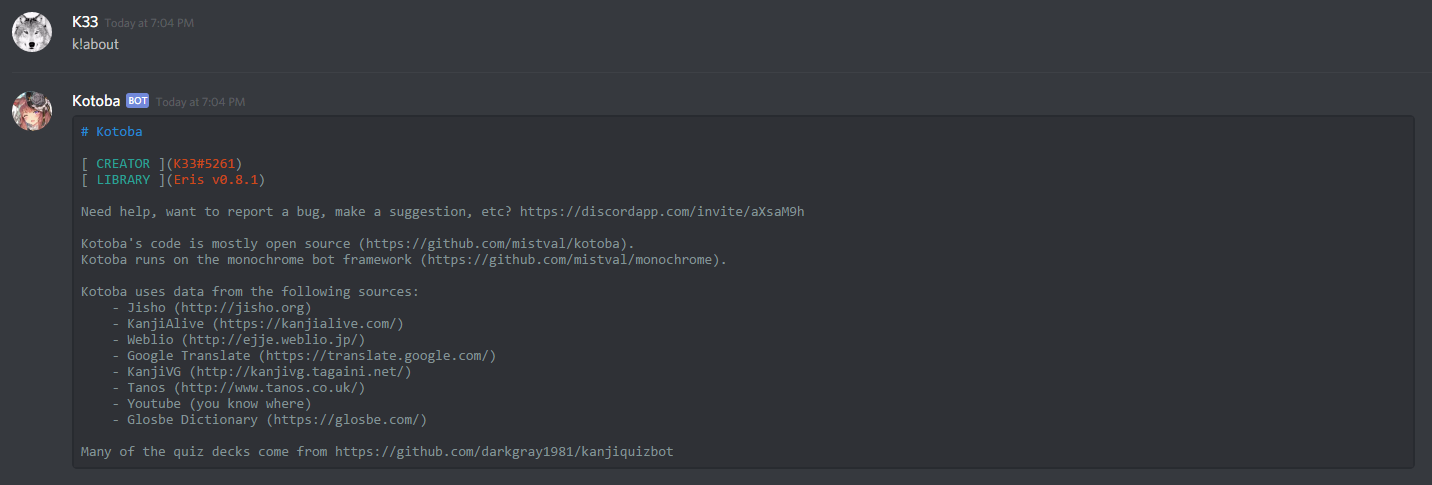 K33 Today at 7:04 PM
k!about
Kotoba BOT Today at 7:04 PM
# Kotoba
[ CREATOR ](K33#5261)
[ LIBRARY ](Eris v0.8.1)
Need help, want to report a bug, make a suggestion, etc? https://discordapp.com/invite/aXsaM9h
Kotoba's code is mostly open source (https://github.com/mistval/kotoba).
Kotoba runs on the monochrome bot framework (https://github.com/mistval/monochrome).
Kotoba uses data from the following sources:
- Jisho (http://jisho.org)
- KanjiAlive (https://kanjialive.com/)
- Weblio (http://ejje.weblio.jp/)
- Google Translate (https://translate.google.com/)
- KanjiVG (http://kanjivg.tagaini.net/)
- Tanos (http://www.tanos.co.uk/)
- Youtube (you know where)
- Glosbe Dictionary (https://glosbe.com/)
Many of the quiz decks come from https://github.com/darkgray1981/kanjiquizbot